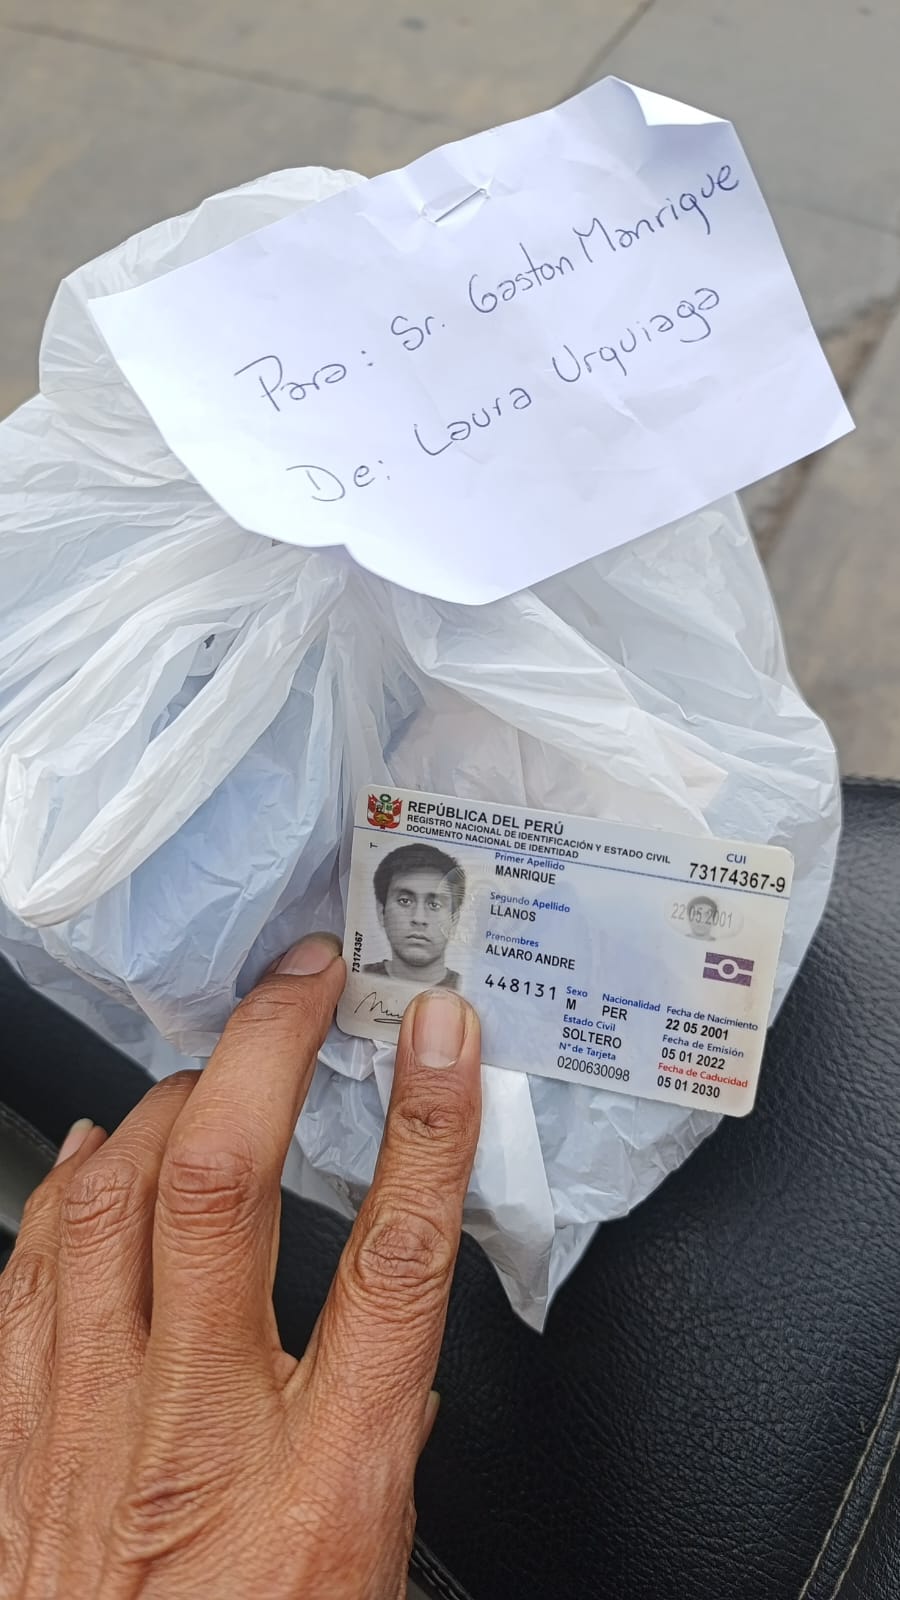 Para: Sr. Gaston Manrique
De: Laura Urquiaga
REPÚBLICA DEL PERÚ
REGISTRO NACIONAL DE IDENTIFICACIÓN Y ESTADO CIVIL
DOCUMENTO NACIONAL DE IDENTIDAD
CUI
73174367-9
T
Primer Apellido
MANRIQUE
Segundo Apellido
LLANOS
22 05 2001
Prenombres
ALVARO ANDRE
73174367
448131
Sexo
M
Nacionalidad
PER
Fecha de Nacimiento
22 05 2001
Estado Civil
SOLTERO
Fecha de Emisión
05 01 2022
N° de Tarjeta
0200630098
Fecha de Caducidad
05 01 2030